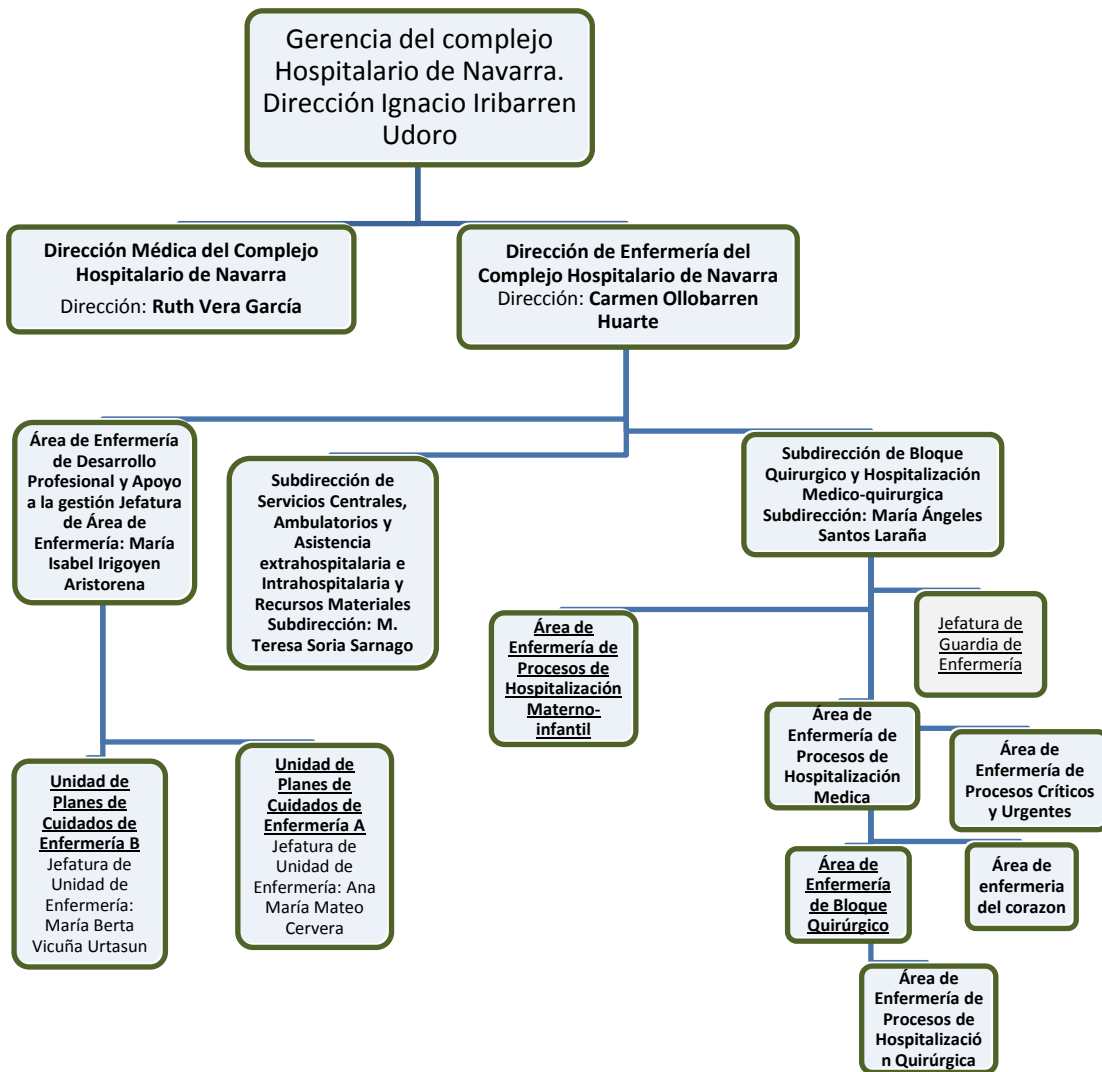 Gerencia del complejo
Hospitalario de Navarra.
Dirección Ignacio Iribarren
Udoro
Dirección Médica del Complejo
Hospitalario de Navarra
Dirección: Ruth Vera García
Dirección de Enfermería del
Complejo Hospitalario de Navarra
Dirección: Carmen Ollobarren
Huarte
Área de Enfermería
de Desarrollo
Profesional y Apoyo
a la gestión Jefatura
de Área de
Enfermería: María
Isabel Irigoyen
Aristorena
Subdirección de
Servicios Centrales,
Ambulatorios y
Asistencia
extrahospitalaria e
Intrahospitalaria y
Recursos Materiales
Subdirección: M.
Teresa Soria Sarnago
Subdirección de Bloque
Quirurgico y Hospitalización
Medico-quirurgica
Subdirección: María Ángeles
Santos Laraña
Área de
Enfermería de
Procesos de
Hospitalización
Materno-
infantil
Jefatura de
Guardia de
Enfermería
Área de
Enfermería de
Procesos de
Hospitalización
Medica
Área de
Enfermería de
Procesos Críticos
y Urgentes
Unidad de
Planes de
Cuidados de
Enfermería B
Jefatura de
Unidad de
Enfermería:
María Berta
Vicuña Urtasun
Unidad de
Planes de
Cuidados de
Enfermería A
Jefatura de
Unidad de
Enfermería: Ana
María Mateo
Cervera
Área de
Enfermería
de Bloque
Quirúrgico
Área de
enfermeria
del corazon
Área de
Enfermería de
Procesos de
Hospitalizació
n Quirúrgica